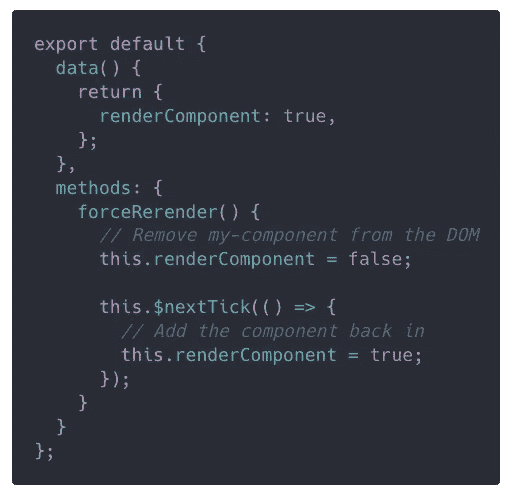 export default {
  data() {
    return {
      renderComponent: true,
    };
  },
  methods: {
    forceRerender() {
      // Remove my-component from the DOM
      this.renderComponent = false;

      this.$nextTick(() => {
        // Add the component back in
        this.renderComponent = true;
      });
    }
  }
};